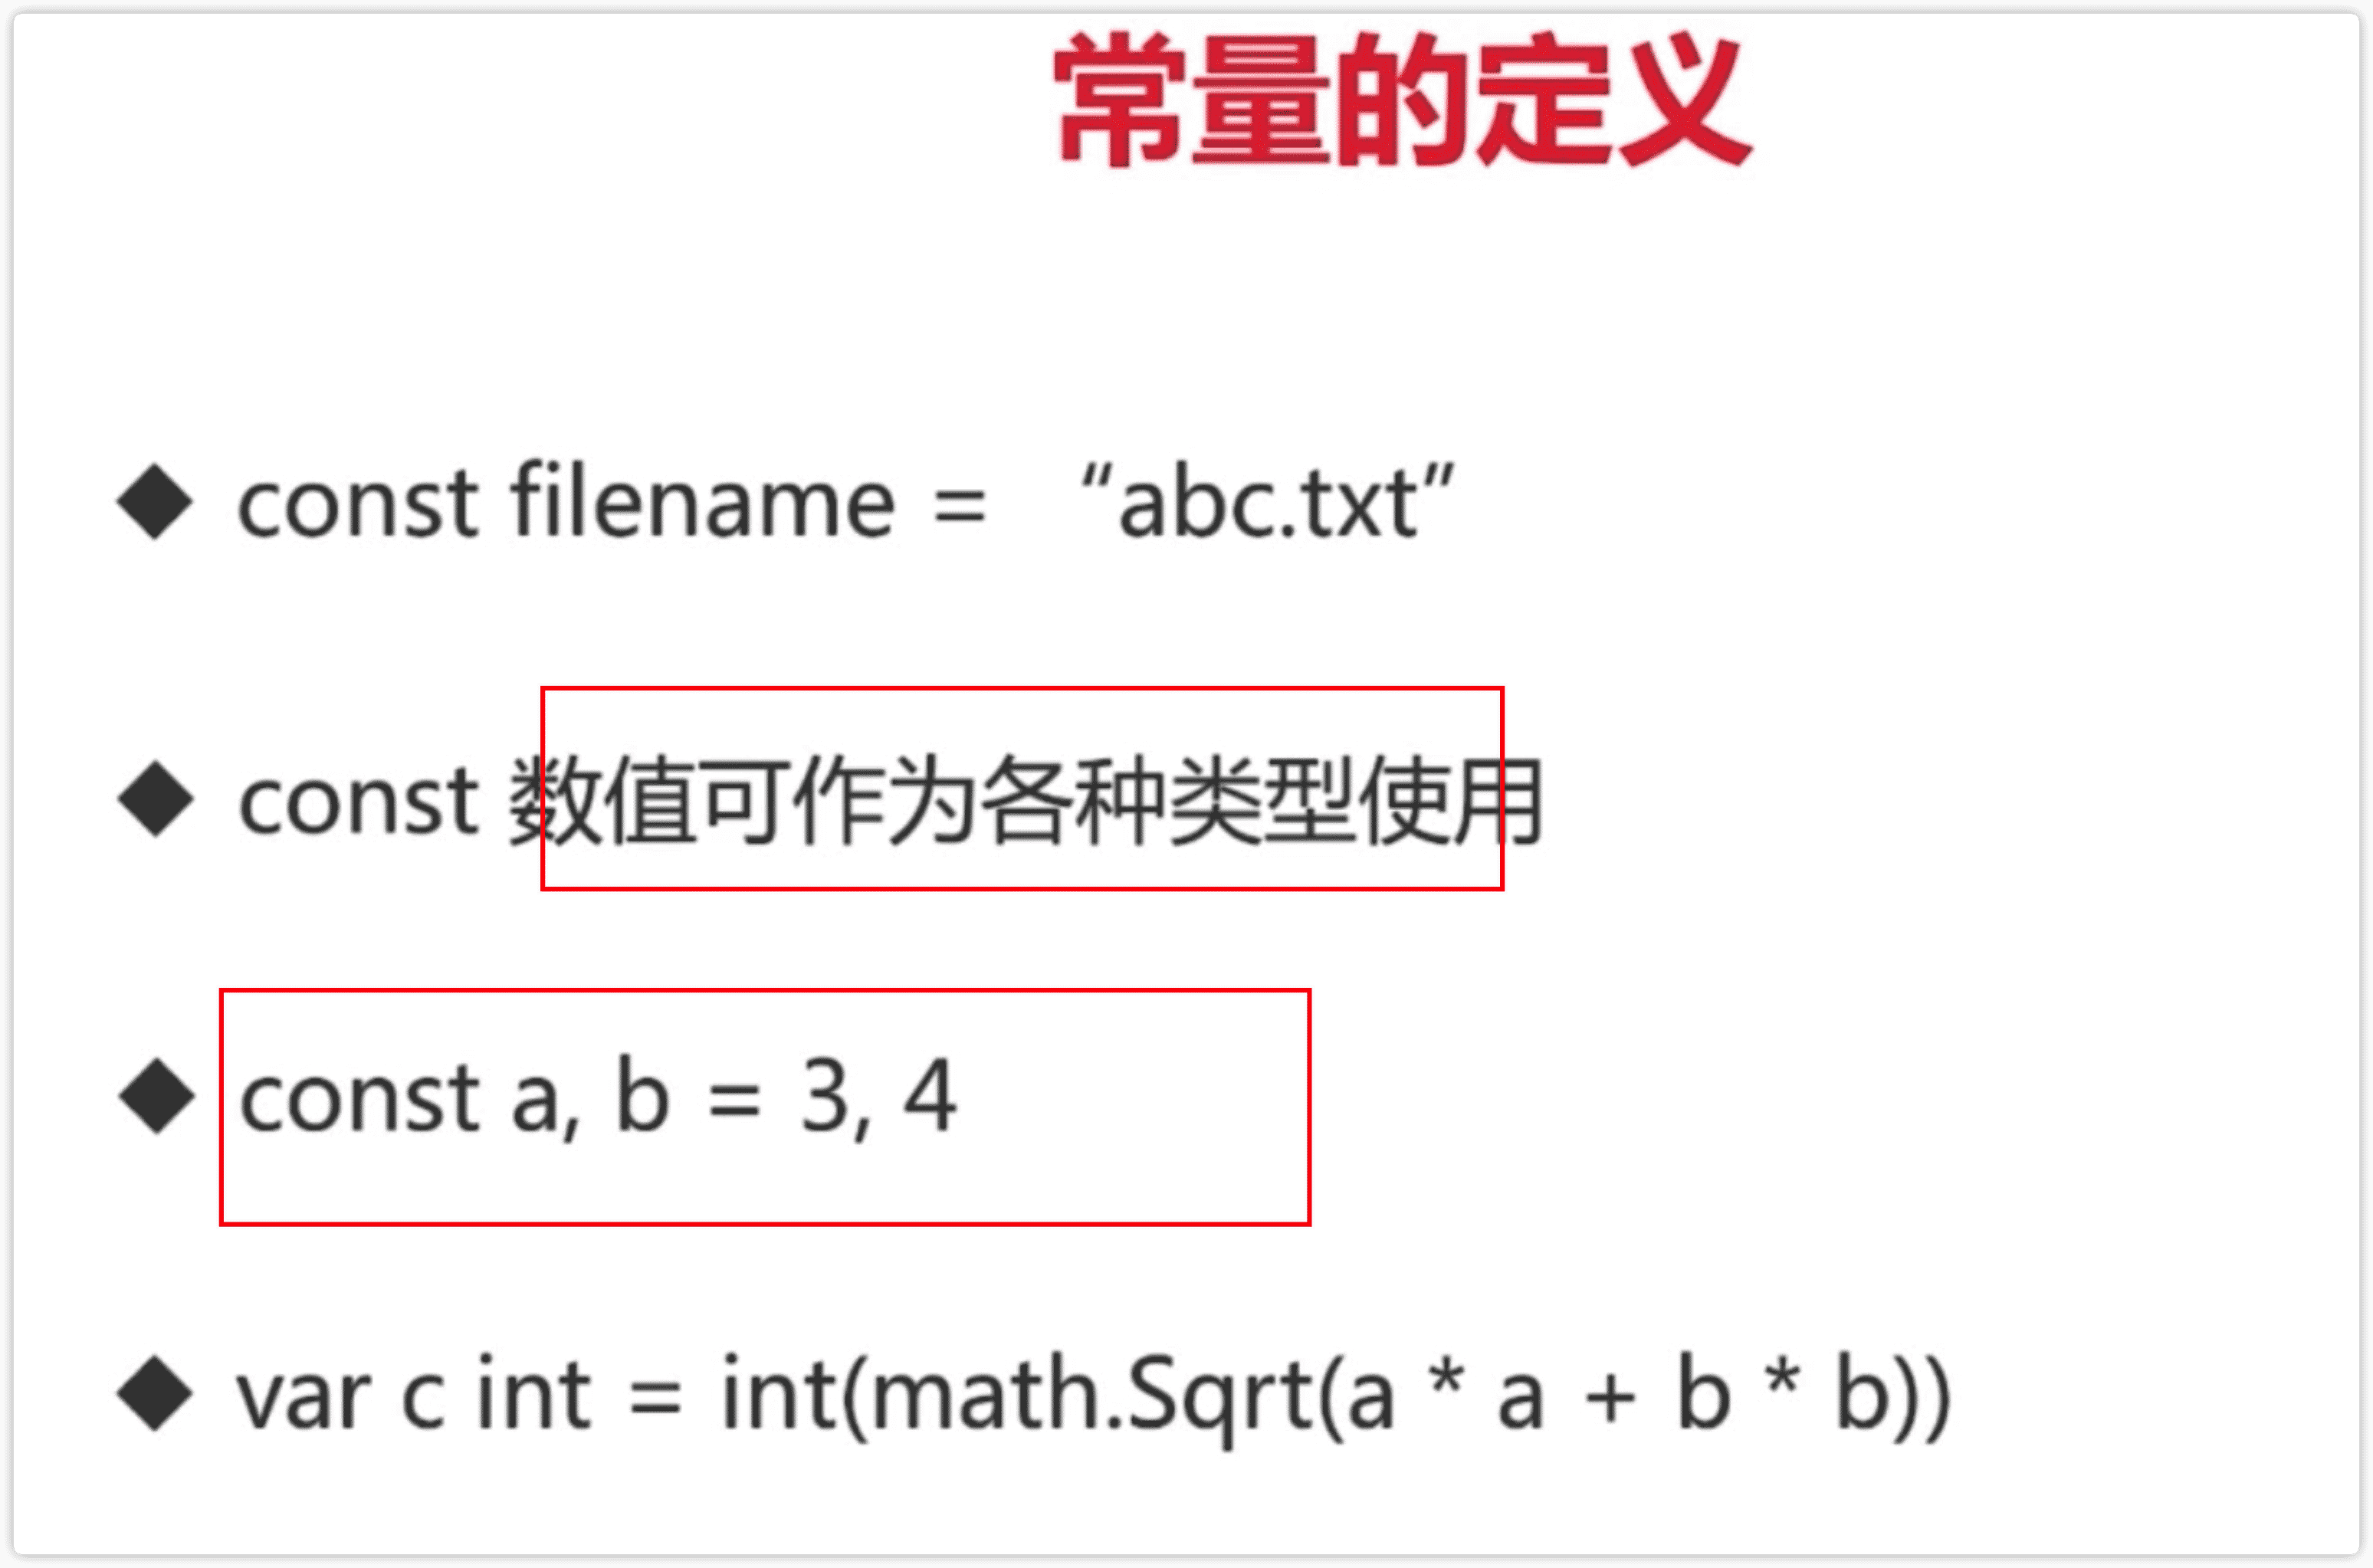 常量的定义
const filename = “abc.txt”
const 数值可作为各种类型使用
const a, b = 3, 4
var c int = int(math.Sqrt(a * a + b * b))